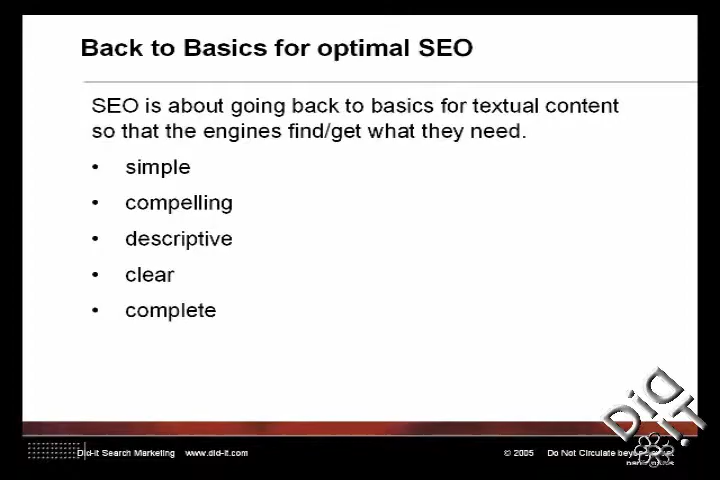 Back to Basics for optimal SEO
SEO is about going back to basics for textual content
so that the engines find/get what they need.
• simple
• compelling
• descriptive
• clear
• complete
Did-it
Did-it Search Marketing www.did-it.com © 2005 Do Not Circulate